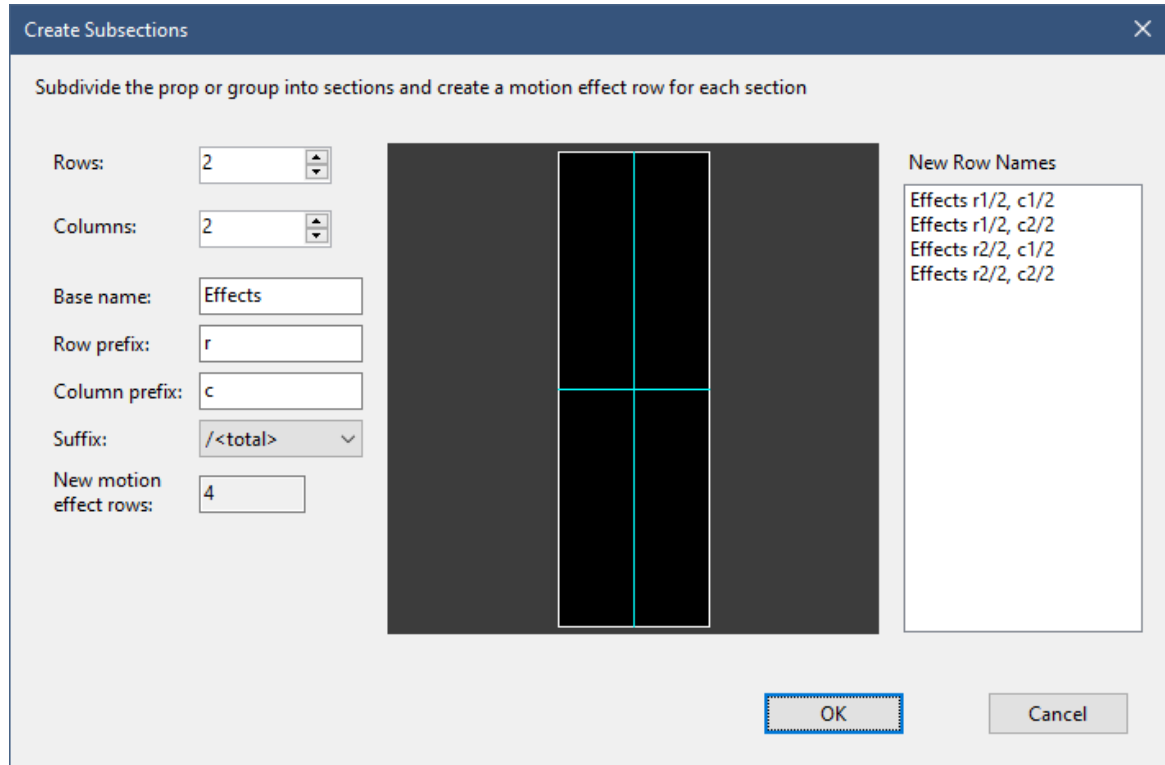 Create Subsections
Subdivide the prop or group into sections and create a motion effect row for each section
Rows:
2
Columns:
2
Base name:
Effects
Row prefix:
r
Column prefix:
c
Suffix:
/<total>
New motion
effect rows:
4
New Row Names
Effects r1/2, c1/2
Effects r1/2, c2/2
Effects r2/2, c1/2
Effects r2/2, c2/2
OK
Cancel